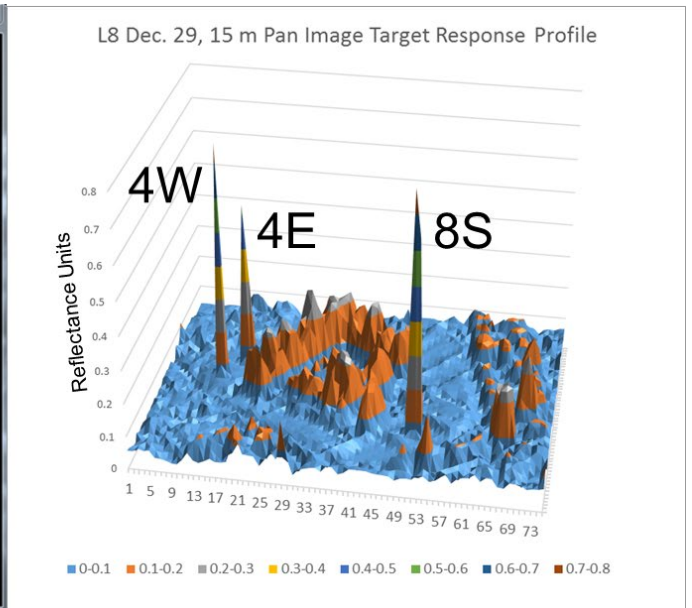 L8 Dec. 29, 15 m Pan Image Target Response Profile
4W
4E
8S
Reflectance Units
0.8
0.7
0.6
0.5
0.4
0.3
0.2
0.1
0
1 5 9 13 17 21 25 29 33 37 41 45 49 53 57 61 65 69 73
0-0.1 0.1-0.2 0.2-0.3 0.3-0.4 0.4-0.5 0.5-0.6 0.6-0.7 0.7-0.8